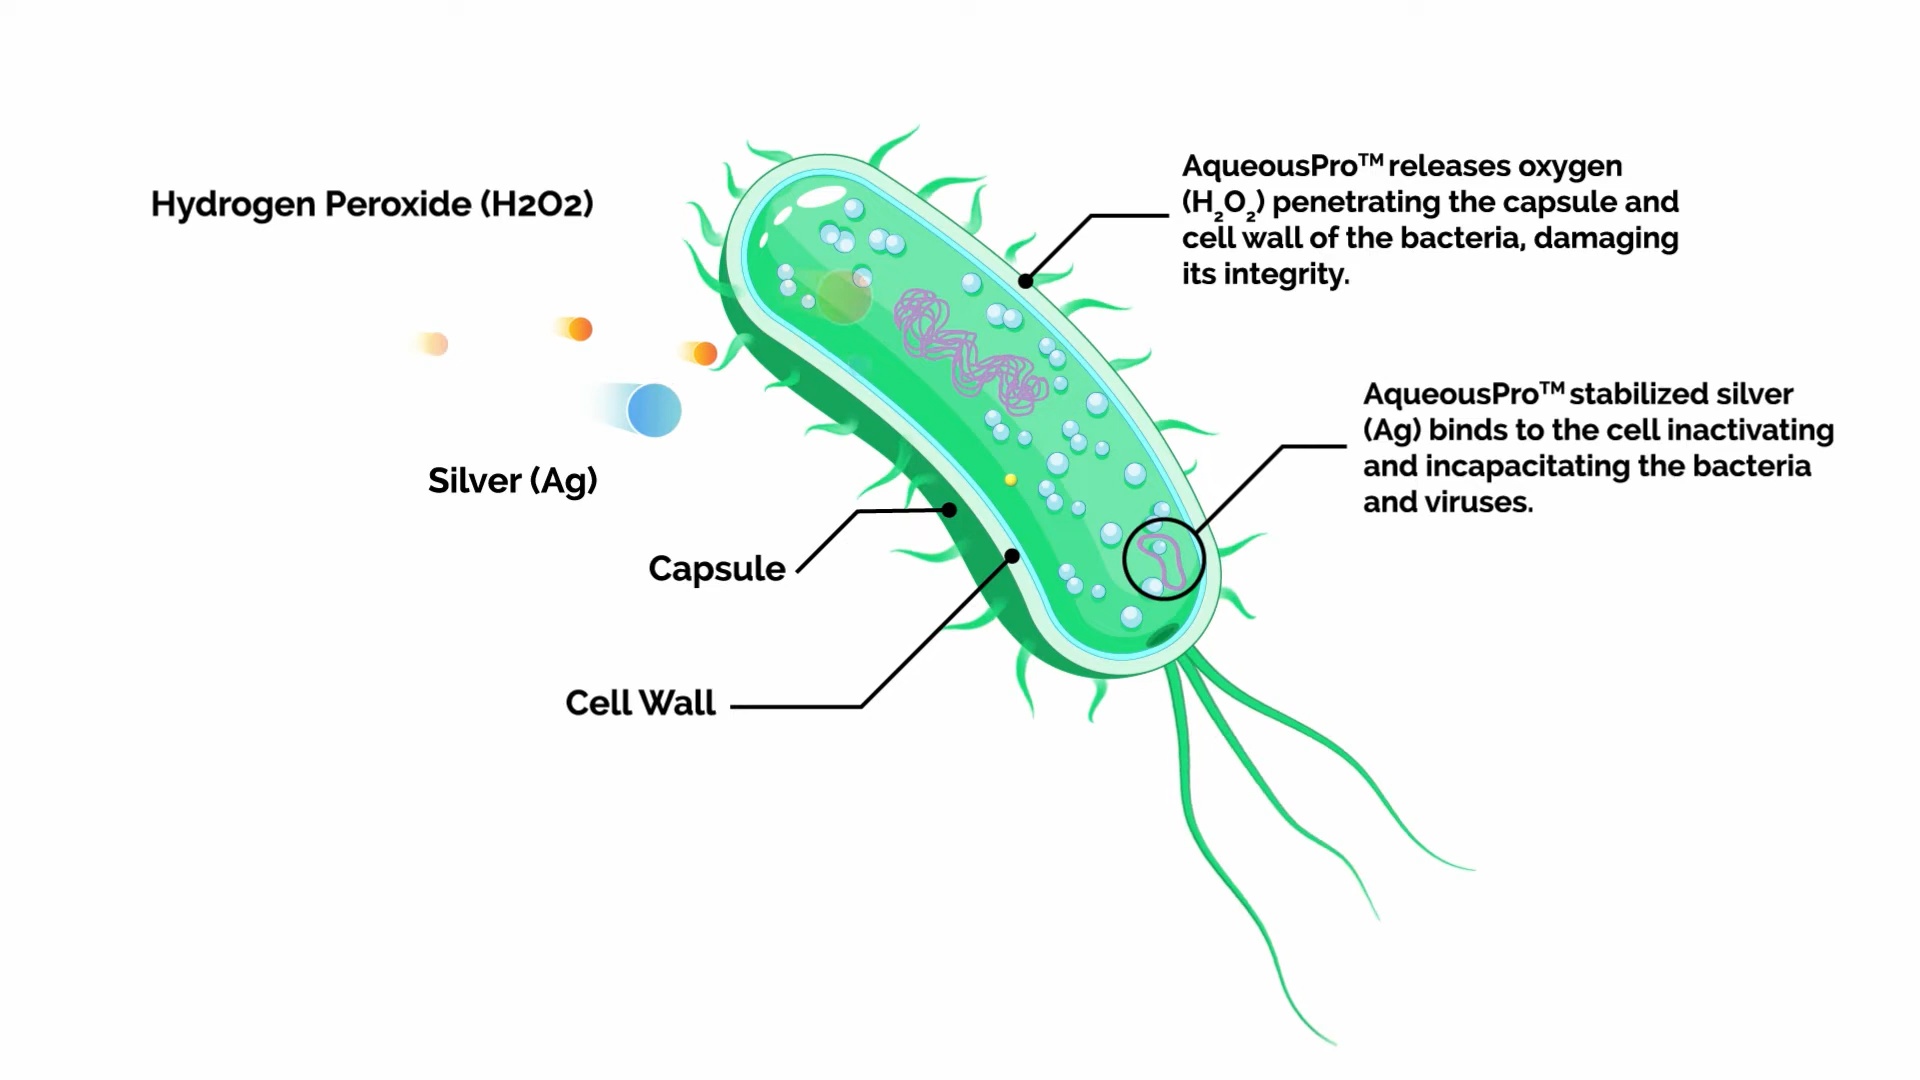 Hydrogen Peroxide (H2O2)
Silver (Ag)
Capsule
Cell Wall
AqueousPro™ releases oxygen
(H₂O₂) penetrating the capsule and
cell wall of the bacteria, damaging
its integrity.
AqueousPro™ stabilized silver
(Ag) binds to the cell inactivating
and incapacitating the bacteria
and viruses.